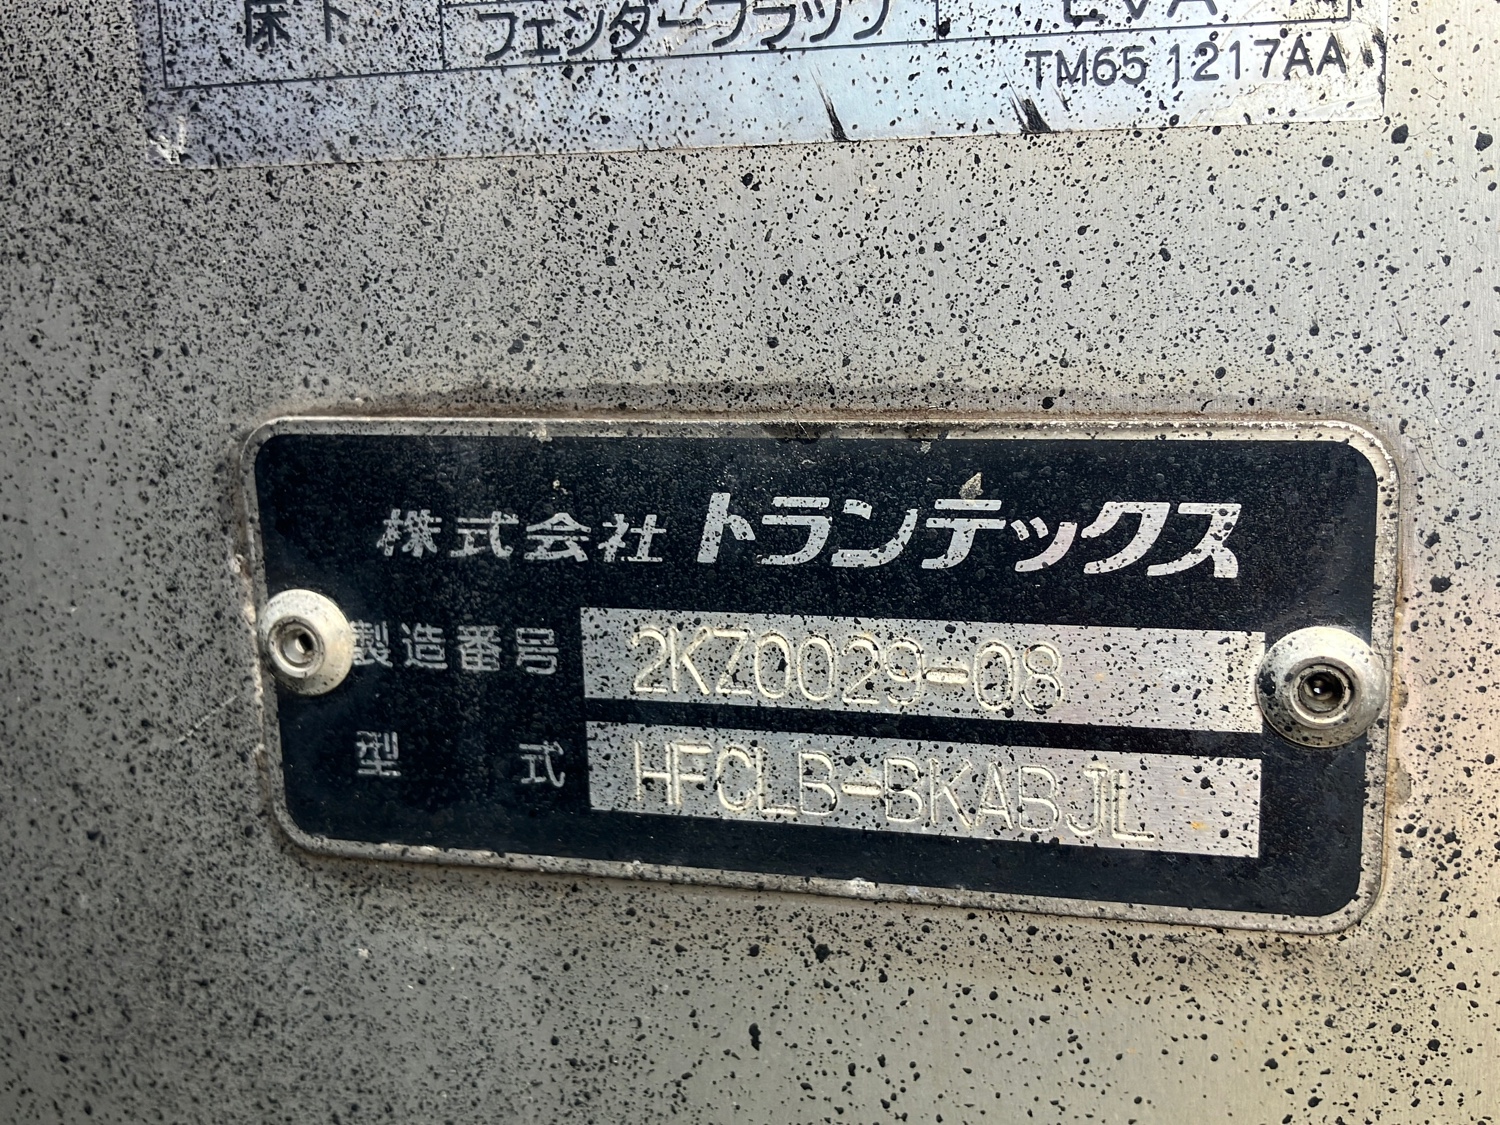 床下 フェンダーフラップ EVA
TM65 1217AA
株式会社 トランテックス
製造番号 2KZ0029-08
型式 HFCLB-BKABJL